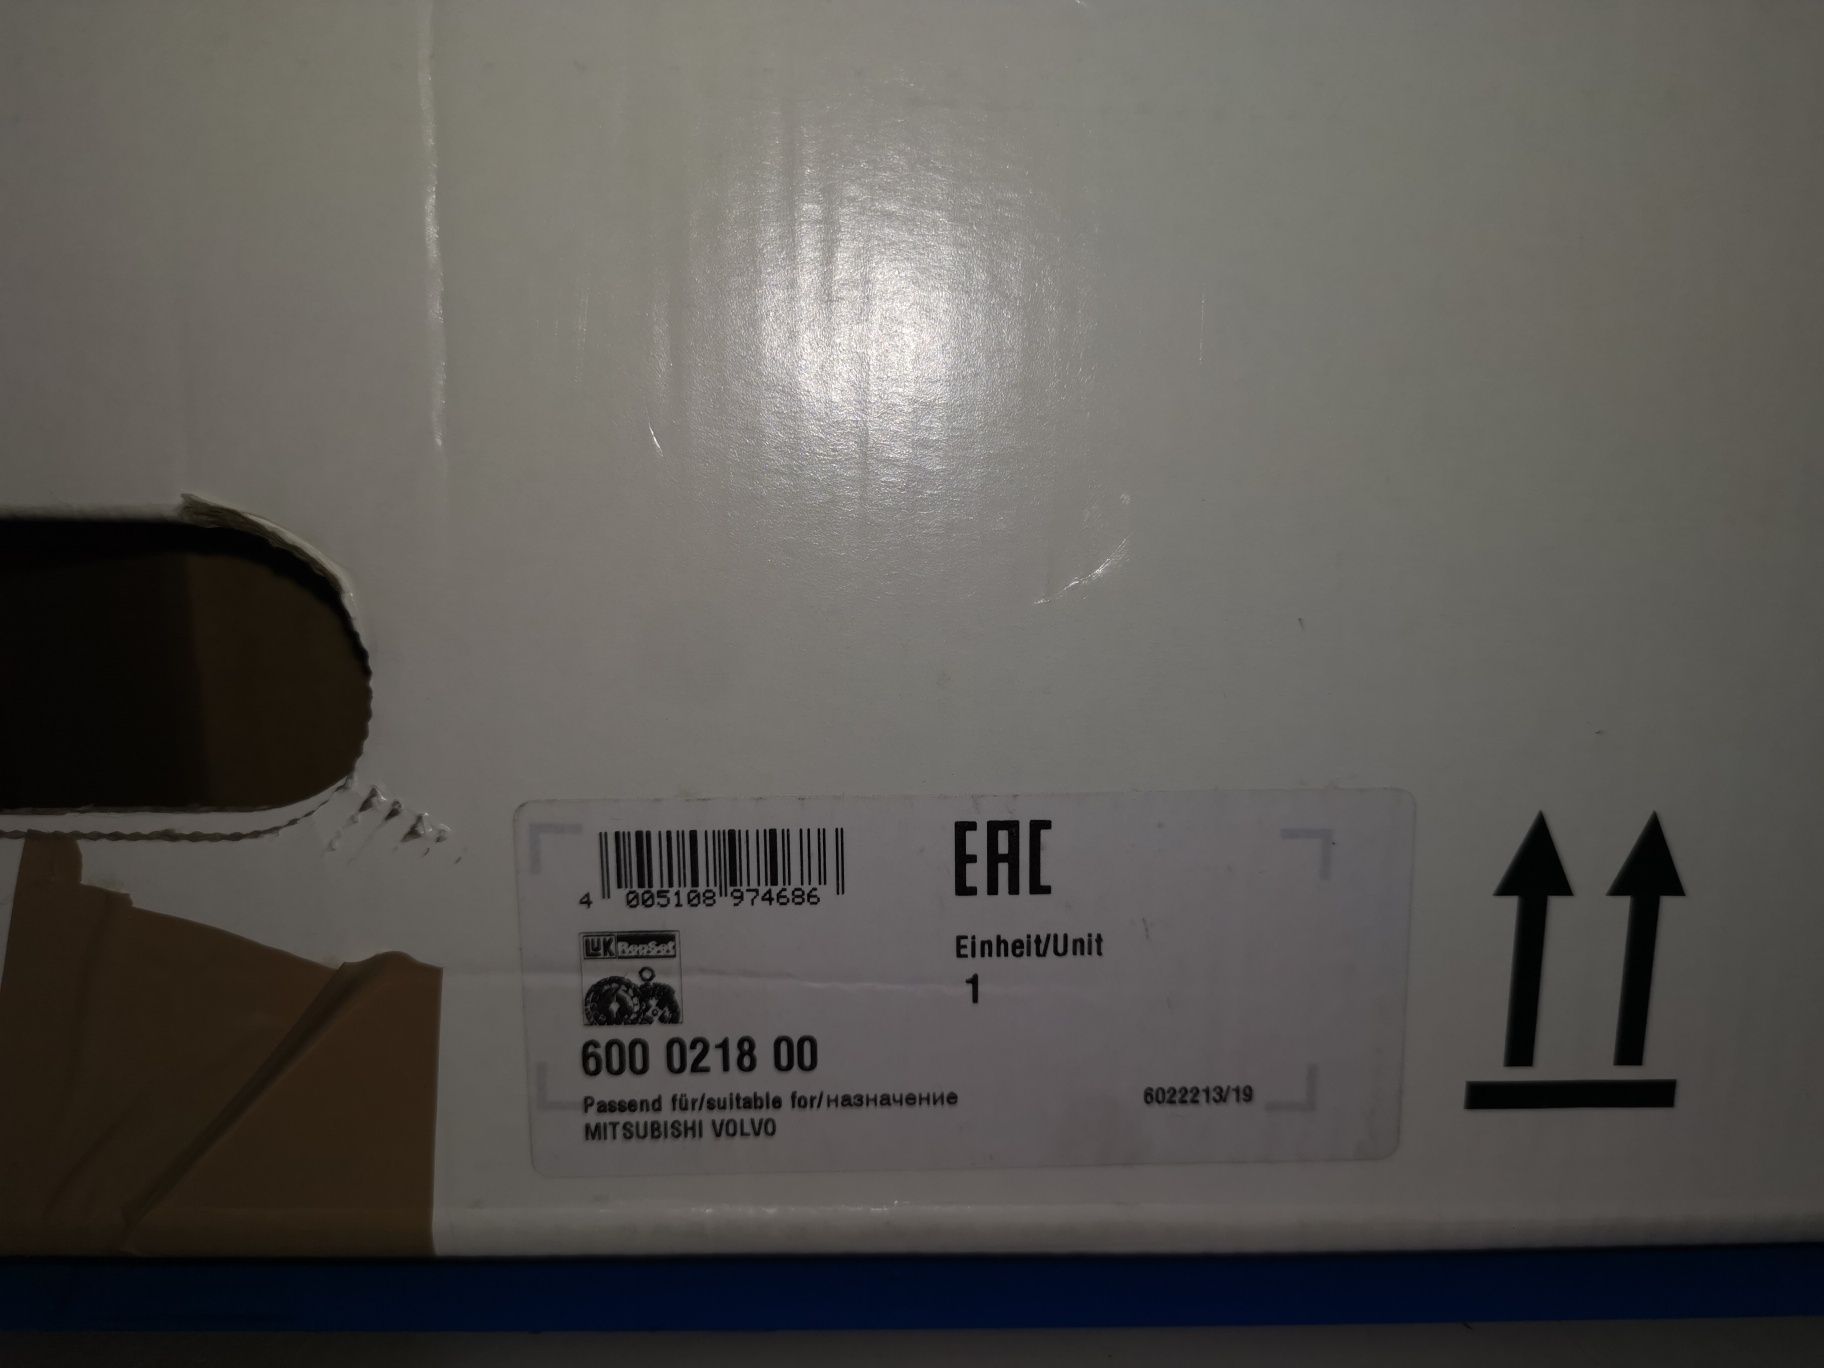 4 005108 974686
EAC
LUK RepSet
Einheit/Unit
1
600 0218 00
Passend für/suitable for/назначение
6022213/19
MITSUBISHI VOLVO